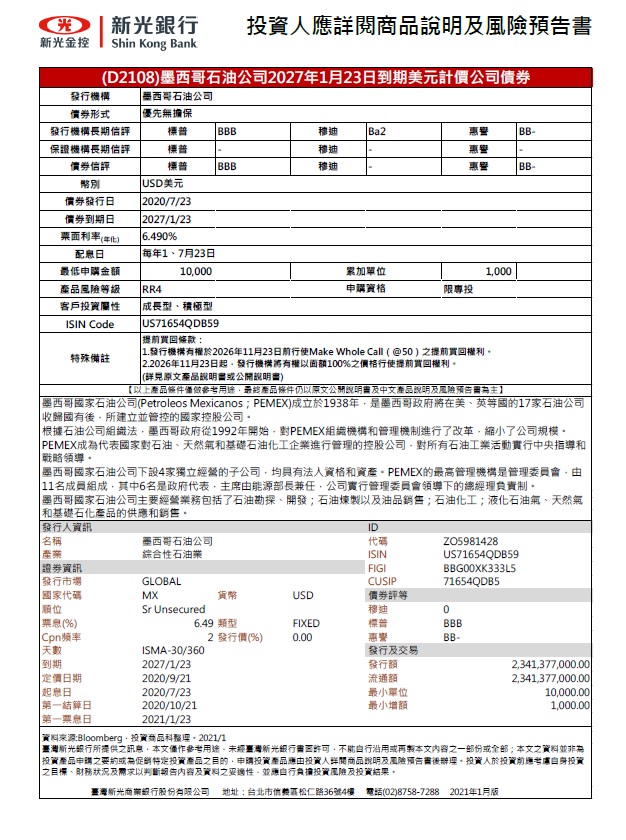 新光金控
新光銀行
Shin Kong Bank
投資人應詳閱商品說明及風險預告書
(D2108)墨西哥石油公司2027年1月23日到期美元計價公司債券
發行機構 墨西哥石油公司
債券形式 優先無擔保
發行機構長期信評 標普 BBB 穆迪 Ba2 惠譽 BB-
保證機構長期信評 標普 - 穆迪 - 惠譽 -
債券信評 標普 BBB 穆迪 - 惠譽 BB-
幣別 USD美元
債券發行日 2020/7/23
債券到期日 2027/1/23
票面利率(年化) 6.490%
配息日 每年1、7月23日
最低申購金額 10,000 累加單位 1,000
產品風險等級 RR4 申購資格 限專投
客戶投資屬性 成長型、積極型
ISIN Code US71654QDB59
特殊備註 提前買回條款：
1.發行機構有權於2026年11月23日前行使Make Whole Call（@50）之提前買回權利。
2.2026年11月23日起，發行機構將有權以面額100%之價格行使提前買回權利。
(詳見原文產品說明書或公開說明書)
【以上產品條件僅做參考用途，最終產品條件仍以原文公開說明書及中文產品說明及風險預告書為主】
墨西哥國家石油公司(Petroleos Mexicanos；PEMEX)成立於1938年，是墨西哥政府將在美、英等國的17家石油公司
收歸國有後，所建立並管控的國家控股公司。
根據石油公司組織法，墨西哥政府從1992年開始，對PEMEX組織機構和管理機制進行了改革，縮小了公司規模。
PEMEX成為代表國家對石油、天然氣和基礎石油化工企業進行管理的控股公司，對所有石油工業活動實行中央指導和
戰略領導。
墨西哥國家石油公司下設4家獨立經營的子公司，均具有法人資格和資產。PEMEX的最高管理機構是管理委員會，由
11名成員組成，其中6名是政府代表，主席由能源部長兼任，公司實行管理委員會領導下的總經理負責制。
墨西哥國家石油公司主要經營業務包括了石油勘探、開發；石油煉製以及油品銷售；石油化工；液化石油氣、天然氣
和基礎石化產品的供應和銷售。
發行人資訊 ID
名稱 墨西哥石油公司 代碼 ZO5981428
產業 綜合性石油業 ISIN US71654QDB59
證券資訊 FIGI BBG00XK333L5
發行市場 GLOBAL CUSIP 71654QDB5
國家代碼 MX 貨幣 USD 債券評等
順位 Sr Unsecured 穆迪 0
票息(%) 6.49 類型 FIXED 標普 BBB
Cpn頻率 2 發行價(%) 0.00 惠譽 BB-
天數 ISMA-30/360 發行及交易
到期 2027/1/23 發行額 2,341,377,000.00
定價日期 2020/9/21 流通額 2,341,377,000.00
起息日 2020/7/23 最小單位 10,000.00
第一結算日 2020/10/21 最小增額 1,000.00
第一票息日 2021/1/23
資料來源:Bloomberg，投資商品科整理。2021/1
臺灣新光銀行所提供之訊息，本文僅作參考用途，未經臺灣新光銀行書面許可，不能自行沿用或再製本文內容之一部份或全部；本文之資料並非為
投資產品申購之要約或為促銷特定投資產品之目的，申購投資產品應由投資人詳閱商品說明及風險預告書後辦理。投資人於投資前應考慮自身投資
之目標、財務狀況及需求以判斷報告內容及資料之妥適性，並應自行負擔投資風險及投資結果。
臺灣新光商業銀行股份有限公司 地址：台北市信義區松仁路36號4樓 電話(02)8758-7288 2021年1月版